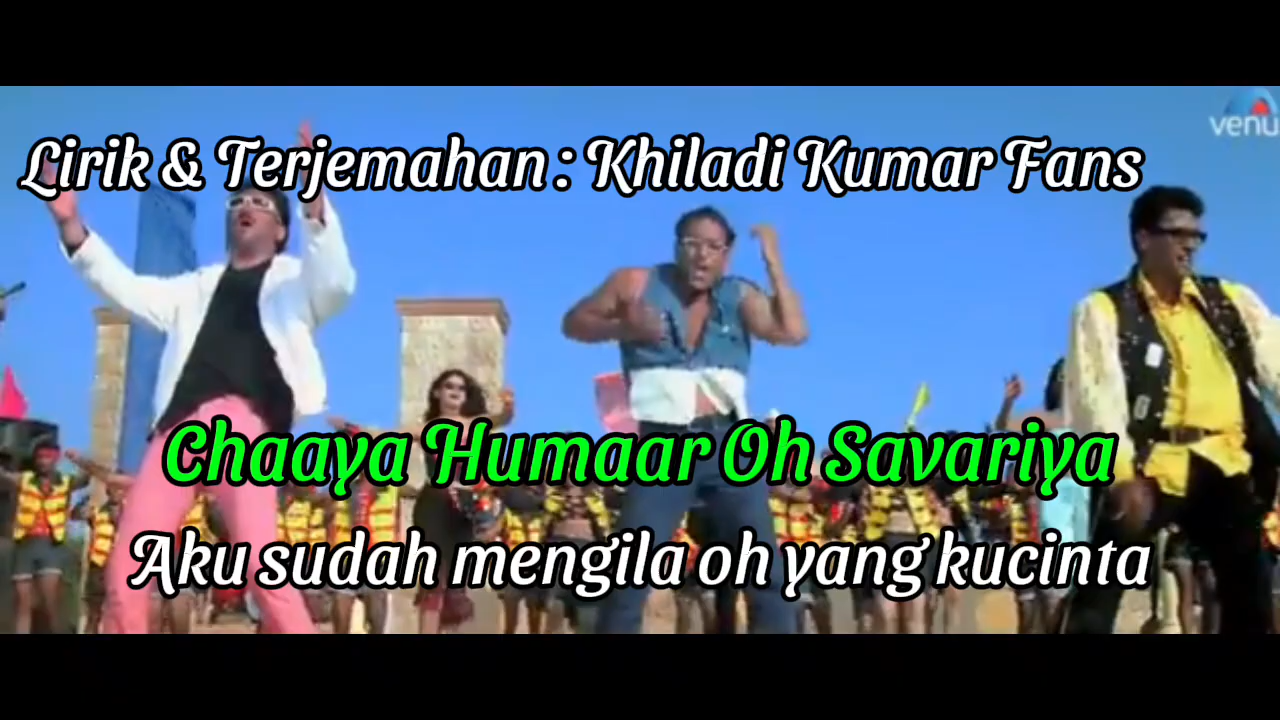 venus
Lirik & Terjemahan : Khiladi Kumar Fans
Chaaya Humaar Oh Savariya
Aku sudah mengila oh yang kucinta